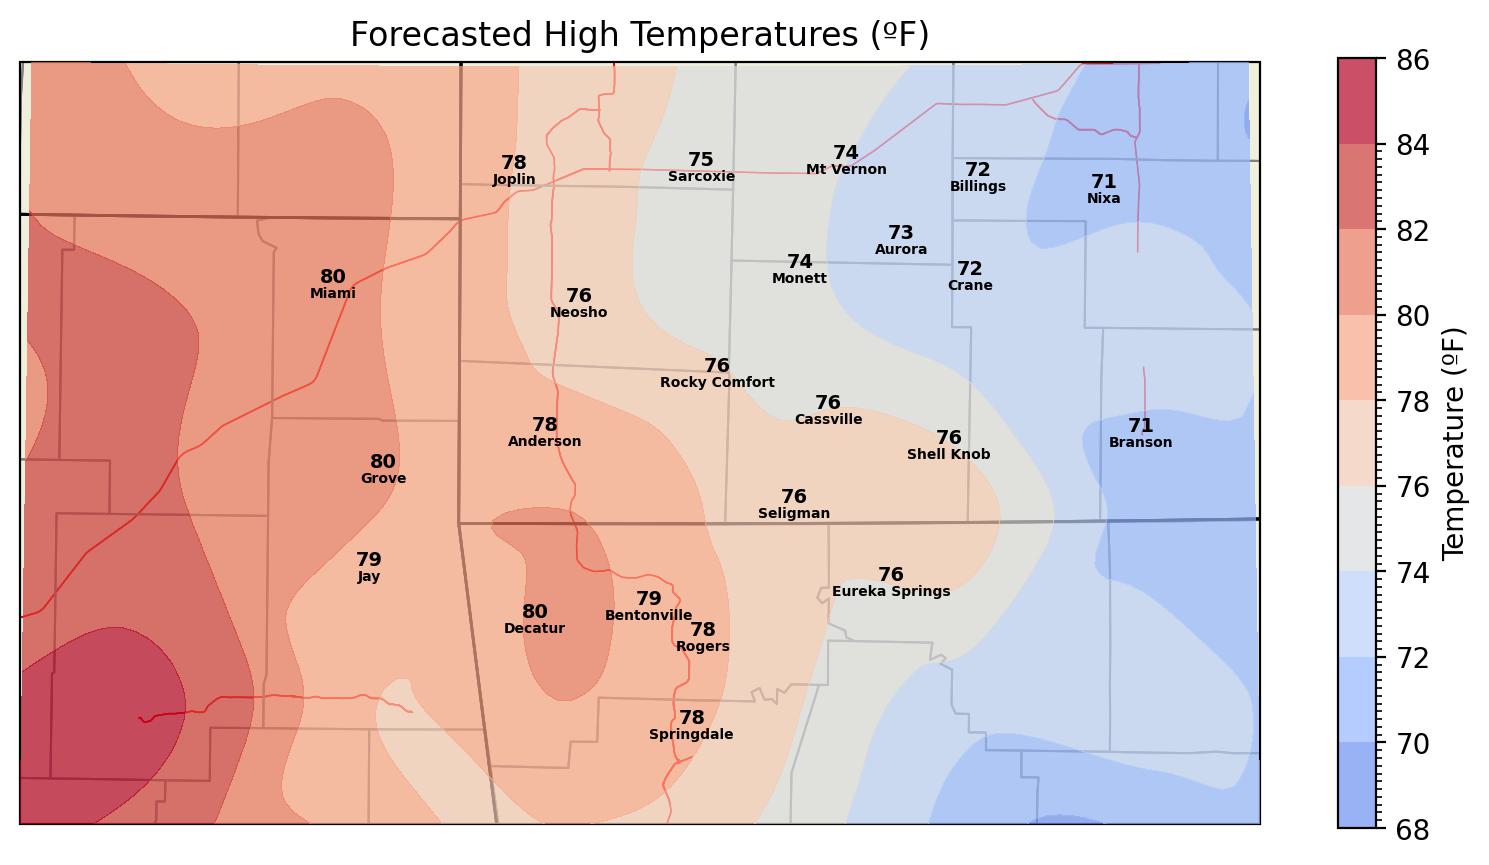 Forecasted High Temperatures (ºF)
78
Joplin
75
Sarcoxie
74
Mt Vernon
72
Billings
71
Nixa
73
Aurora
74
Monett
72
Crane
80
Miami
76
Neosho
76
Rocky Comfort
76
Cassville
78
Anderson
76
Shell Knob
71
Branson
80
Grove
76
Seligman
79
Jay
76
Eureka Springs
80
Decatur
79
Bentonville
78
Rogers
78
Springdale
86
84
82
80
78
76
74
72
70
68
Temperature (ºF)